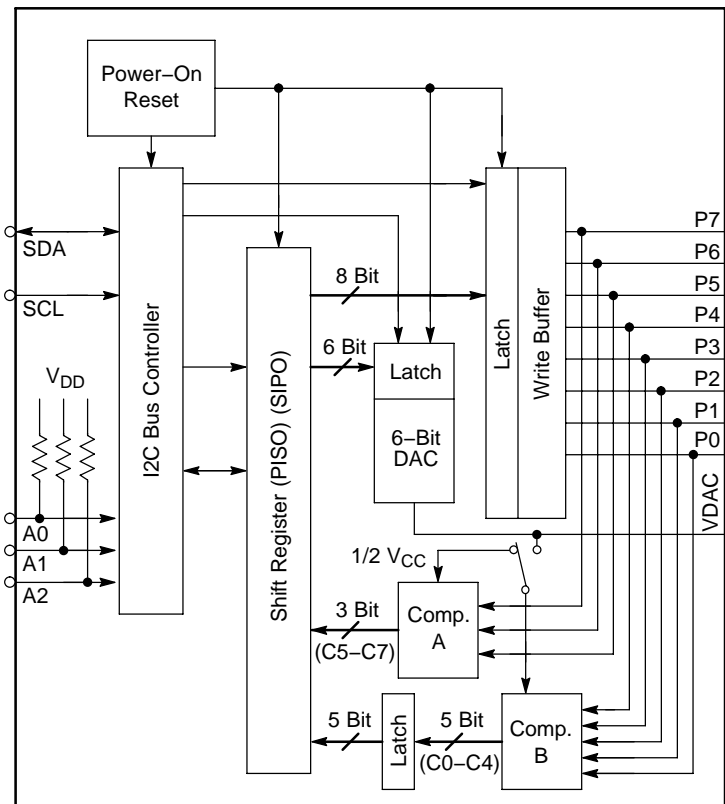 Power–On
Reset
SDA
SCL
V_DD
A0
A1
A2
I2C Bus Controller
Shift Register (PISO) (SIPO)
8 Bit
6 Bit
Latch
6–Bit
DAC
Latch
Write Buffer
P7
P6
P5
P4
P3
P2
P1
P0
VDAC
1/2 V_CC
3 Bit
(C5–C7)
Comp.
A
5 Bit
Latch
5 Bit
(C0–C4)
Comp.
B